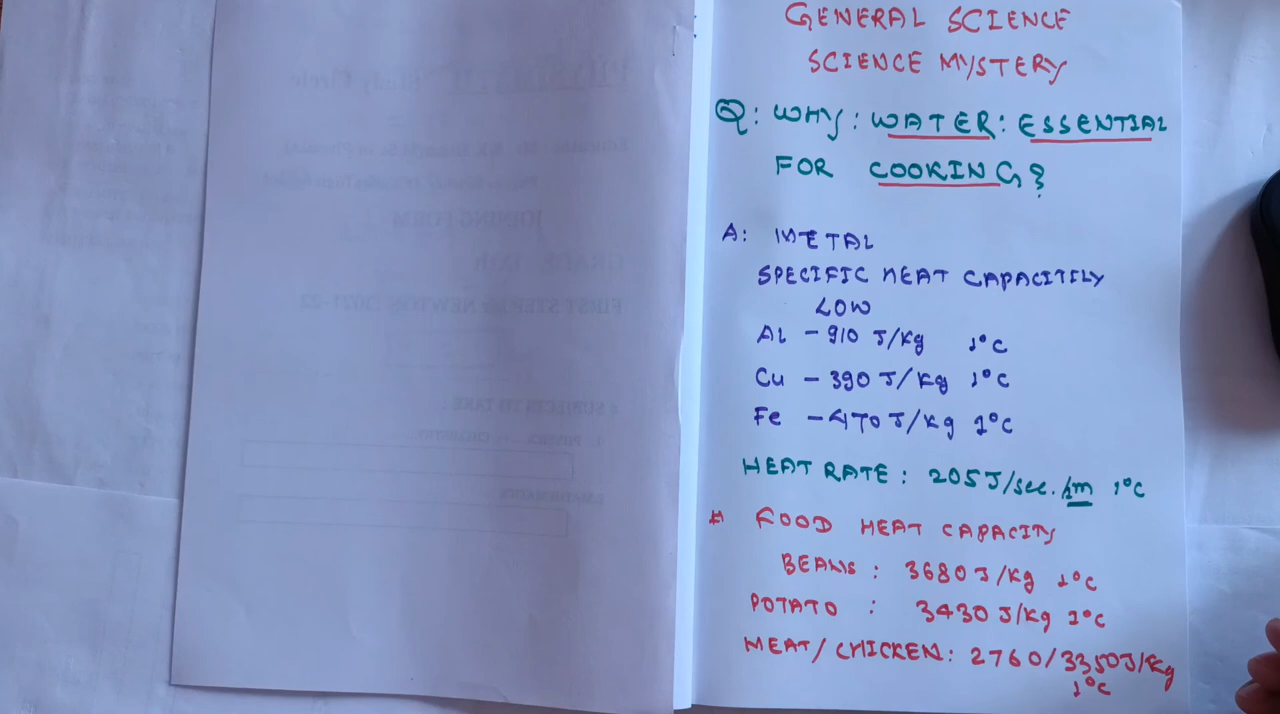 GENERAL SCIENCE
SCIENCE MYSTERY
Q: WHY: WATER: ESSENTIAL
FOR COOKING?
A: METAL
SPECIFIC HEAT CAPACITILY
LOW
Al - 910 J/Kg 1°C
Cu - 390 J/Kg 1°C
Fe - 470 J/Kg 1°C
HEAT RATE: 205 J/sec. 1m 1°C
# FOOD HEAT CAPACITY
BEANS: 3680 J/Kg 1°C
POTATO: 3430 J/Kg 1°C
MEAT/CHICKEN: 2760/3350 J/Kg
1°C